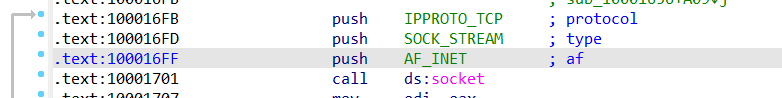 .text:100016FB push IPPROTO_TCP ; protocol
.text:100016FD push SOCK_STREAM ; type
.text:100016FF push AF_INET ; af
.text:10001701 call ds:socket